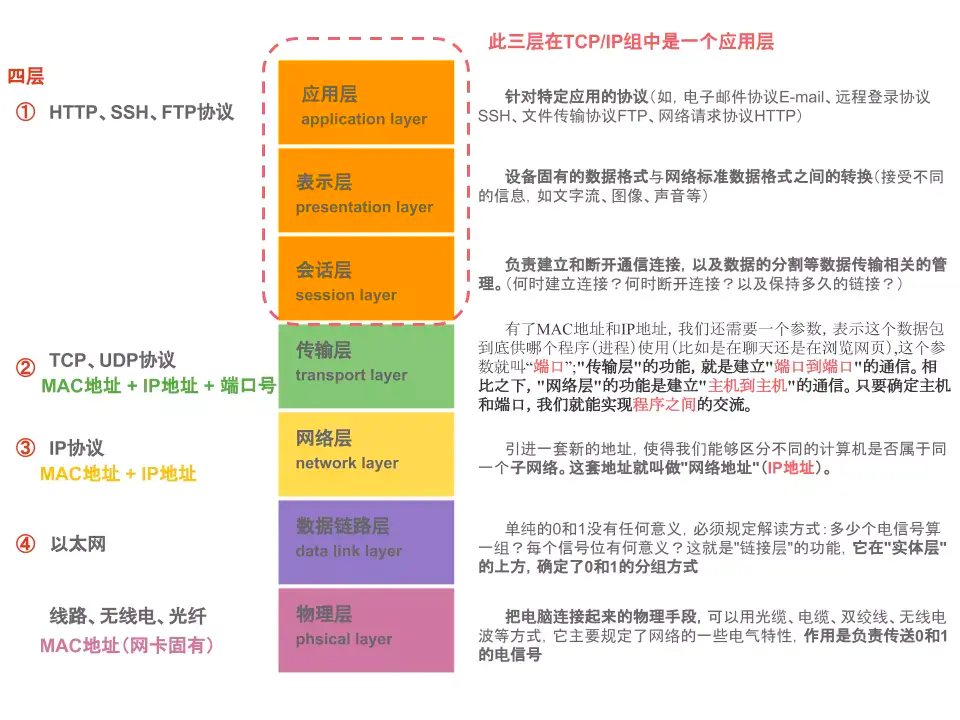 此三层在TCP/IP组中是一个应用层
四层
① HTTP、SSH、FTP协议
应用层
application layer
针对特定应用的协议（如，电子邮件协议E-mail、远程登录协议
SSH、文件传输协议FTP、网络请求协议HTTP）
表示层
presentation layer
设备固有的数据格式与网络标准数据格式之间的转换（接受不同
的信息，如文字流、图像、声音等）
会话层
session layer
负责建立和断开通信连接，以及数据的分割等数据传输相关的管
理。（何时建立连接？何时断开连接？以及保持多久的链接？）
② TCP、UDP协议
MAC地址 + IP地址 + 端口号
传输层
transport layer
有了MAC地址和IP地址，我们还需要一个参数，表示这个数据包
到底供哪个程序（进程）使用（比如是在聊天还是在浏览网页）,这个参
数就叫“端口”;"传输层"的功能，就是建立"端口到端口"的通信。相
比之下，"网络层"的功能是建立"主机到主机"的通信。只要确定主机
和端口，我们就能实现程序之间的交流。
③ IP协议
MAC地址 + IP地址
网络层
network layer
引进一套新的地址，使得我们能够区分不同的计算机是否属于同
一个子网络。这套地址就叫做"网络地址"（IP地址）。
④ 以太网
数据链路层
data link layer
单纯的0和1没有任何意义，必须规定解读方式：多少个电信号算
一组？每个信号位有何意义？这就是"链接层"的功能，它在"实体层"
的上方，确定了0和1的分组方式
线路、无线电、光纤
MAC地址（网卡固有）
物理层
phsical layer
把电脑连接起来的物理手段，可以用光缆、电缆、双绞线、无线电
波等方式，它主要规定了网络的一些电气特性，作用是负责传送0和1
的电信号